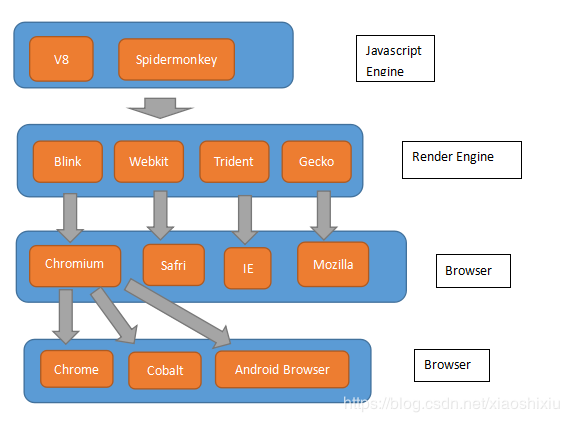 V8
Spidermonkey
Javascript
Engine
Blink
Webkit
Trident
Gecko
Render Engine
Chromium
Safri
IE
Mozilla
Browser
Chrome
Cobalt
Android Browser
Browser
https://blog.csdn.net/xiaoshixiu